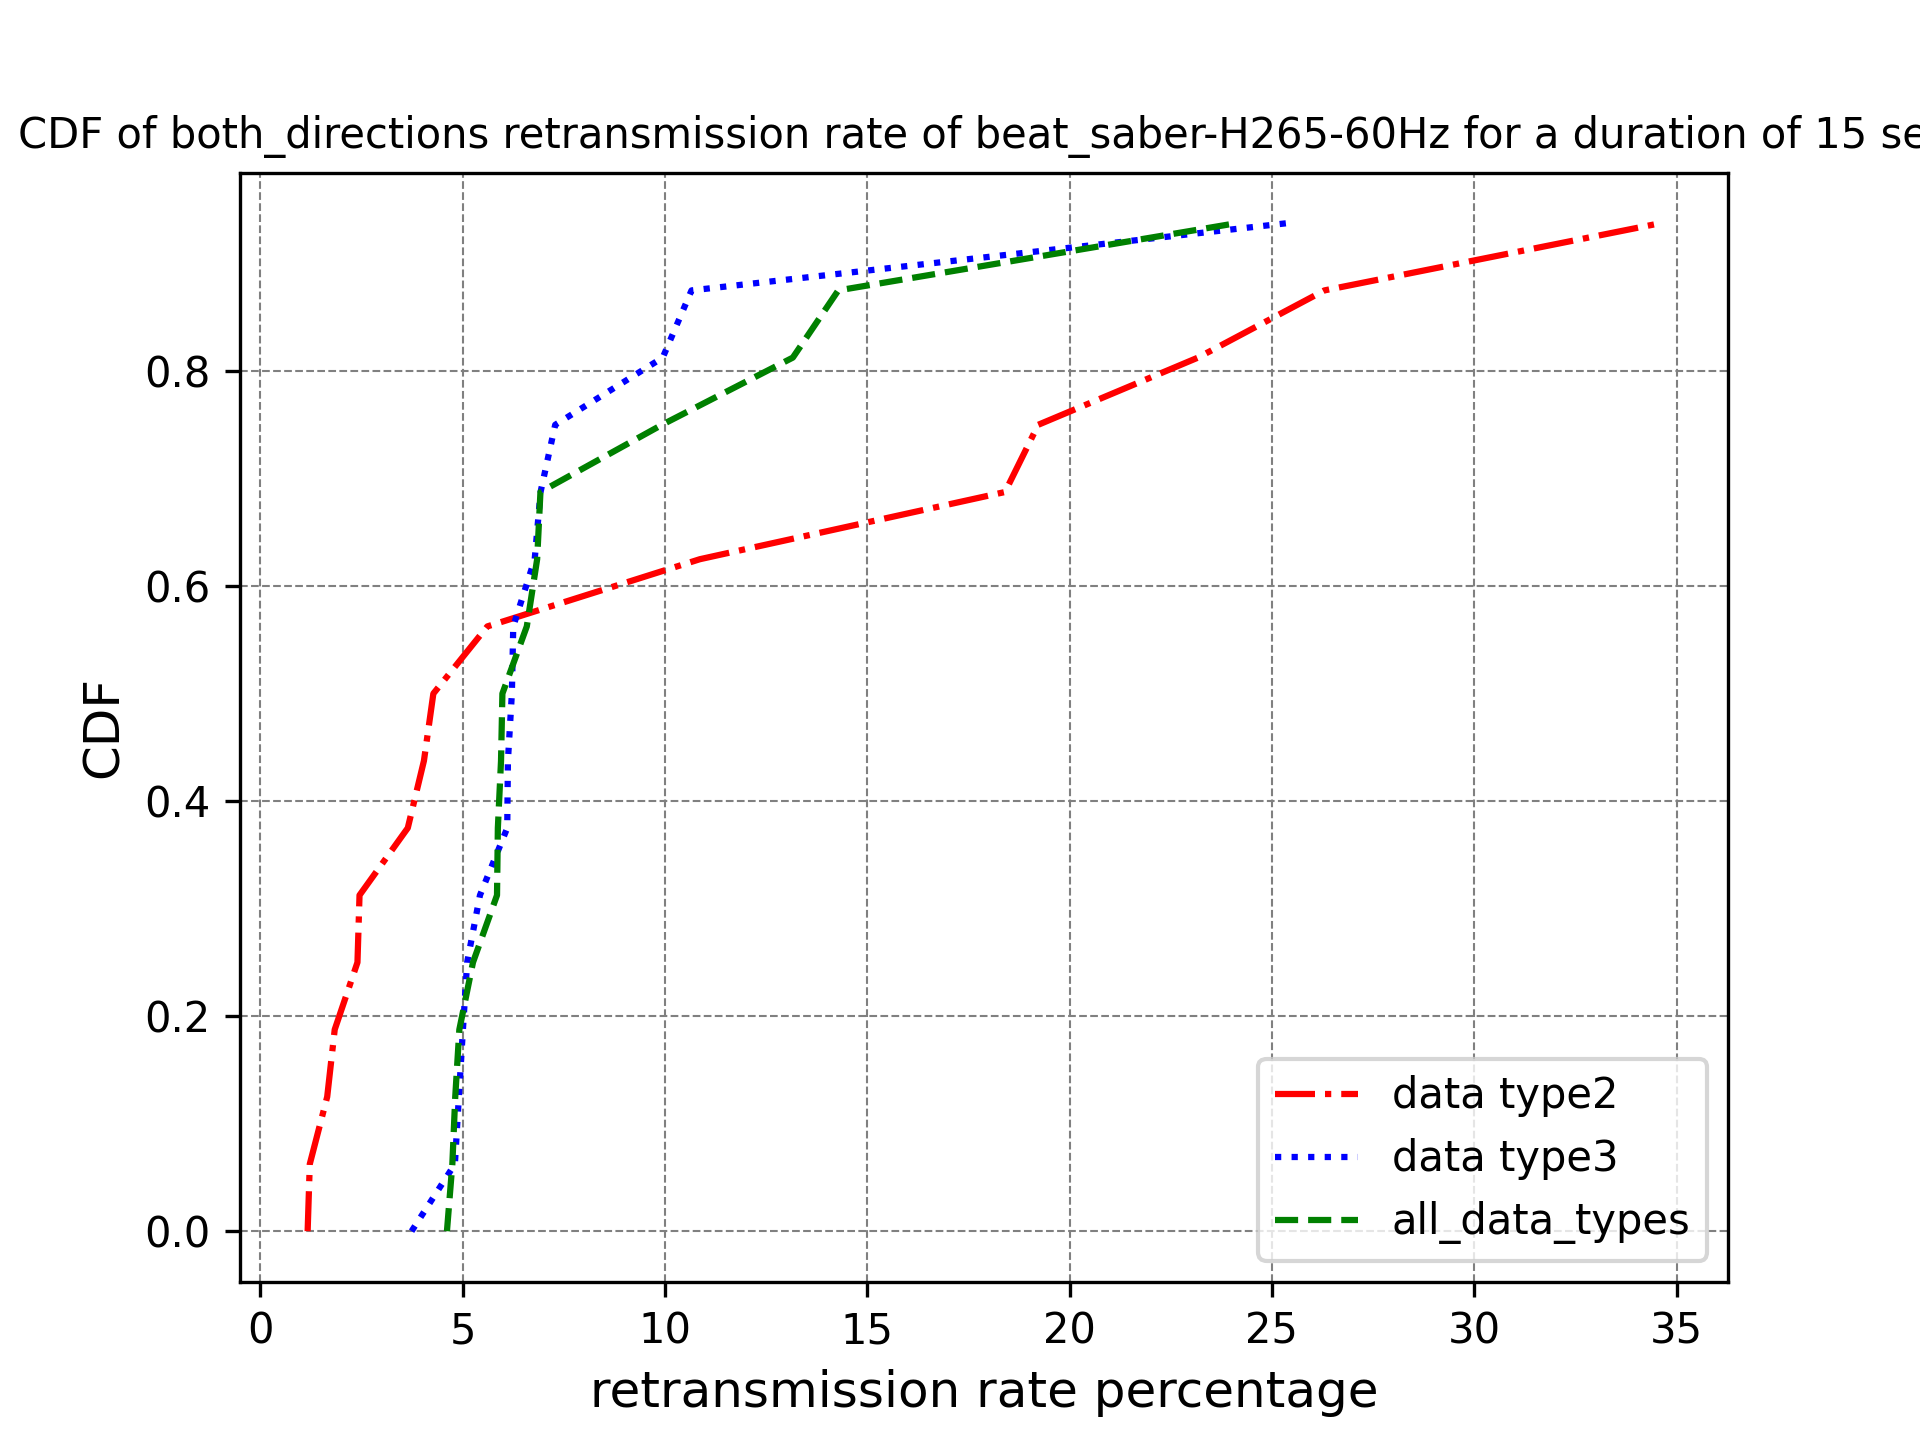 CDF of both_directions retransmission rate of beat_saber-H265-60Hz for a duration of 15 se
CDF
0.8
0.6
0.4
0.2
0.0
data type2
data type3
all_data_types
0 5 10 15 20 25 30 35
retransmission rate percentage